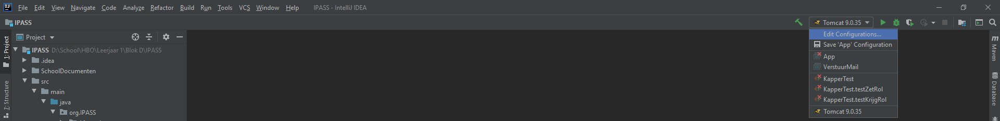 IJ File Edit View Navigate Code Analyze Refactor Build Run Tools VCS Window Help IPASS - IntelliJ IDEA
IPASS
Tomcat 9.0.35
1: Project
7: Structure
Project
IPASS D:\School\HBO\Leerjaar 1\Blok D\IPASS
.idea
SchoolDocumenten
src
main
java
org.IPASS
Edit Configurations...
Save 'App' Configuration
App
VerstuurMail
KapperTest
KapperTest.testZetRol
KapperTest.testKrijgRol
Tomcat 9.0.35
m Maven
Database